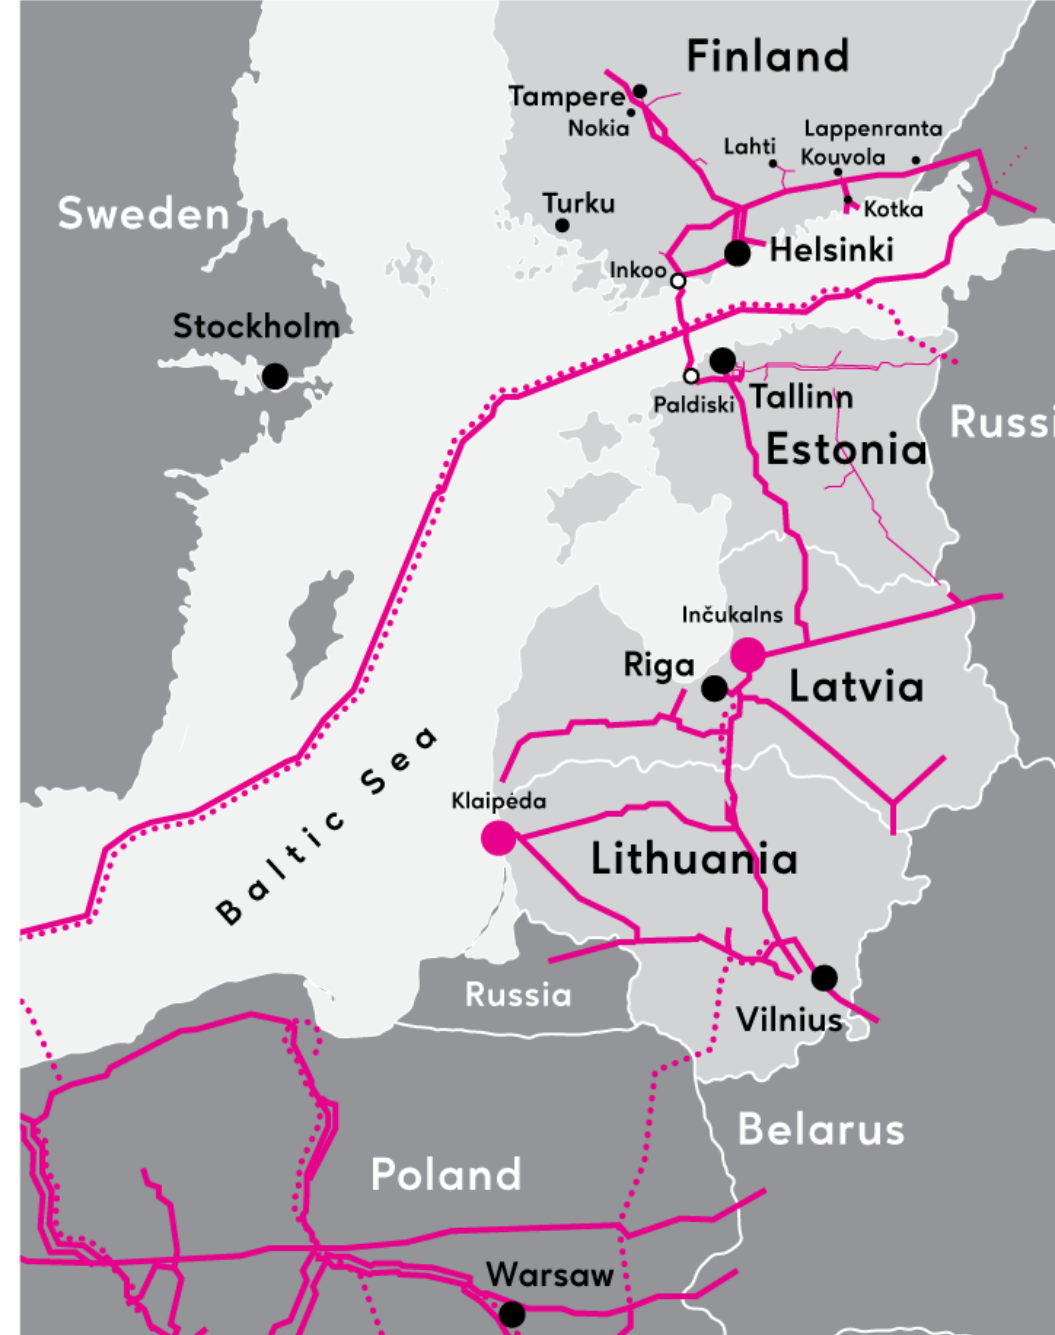 Finland
Tampere
Nokia
Lappenranta
Lahti
Kouvola
Turku
Kotka
Sweden
Helsinki
Inkoo
Stockholm
Paldiski
Tallinn
Russi
Estonia
Inčukalns
Riga
Latvia
Baltic Sea
Klaipėda
Lithuania
Russia
Vilnius
Belarus
Poland
Warsaw